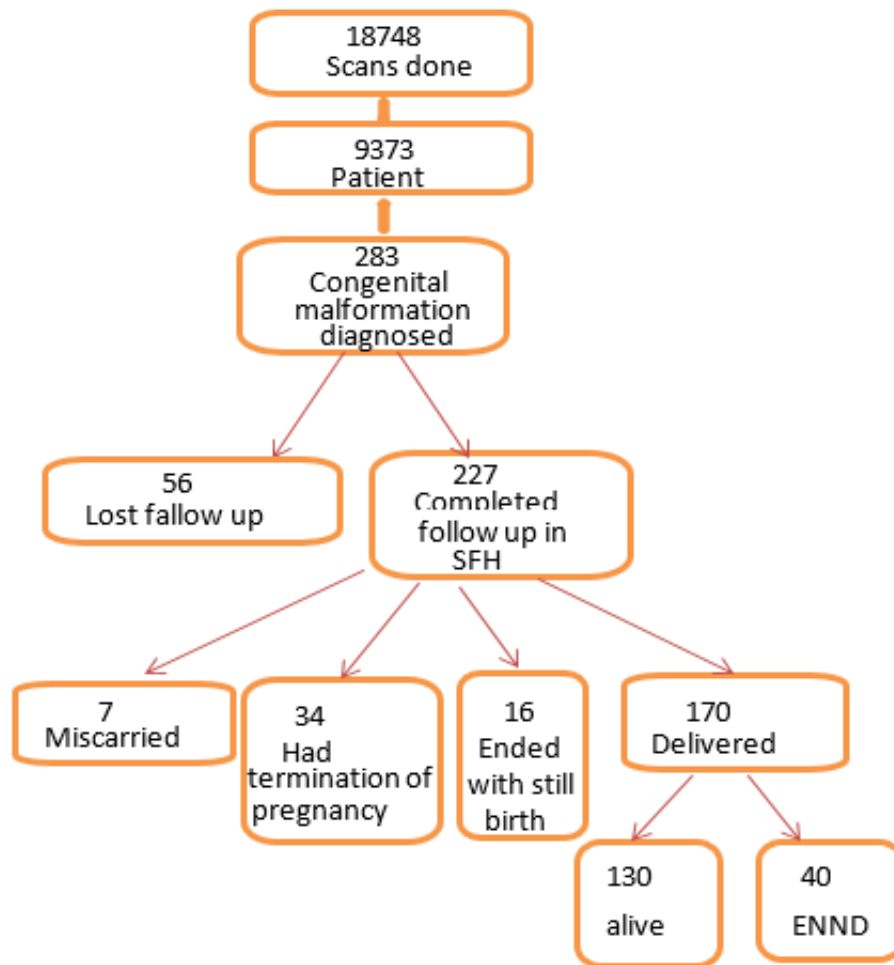 18748
Scans done
9373
Patient
283
Congenital
malformation
diagnosed
56
Lost fallow up
227
Completed
follow up in
SFH
7
Miscarried
34
Had
termination of
pregnancy
16
Ended
with still
birth
170
Delivered
130
alive
40
ENND